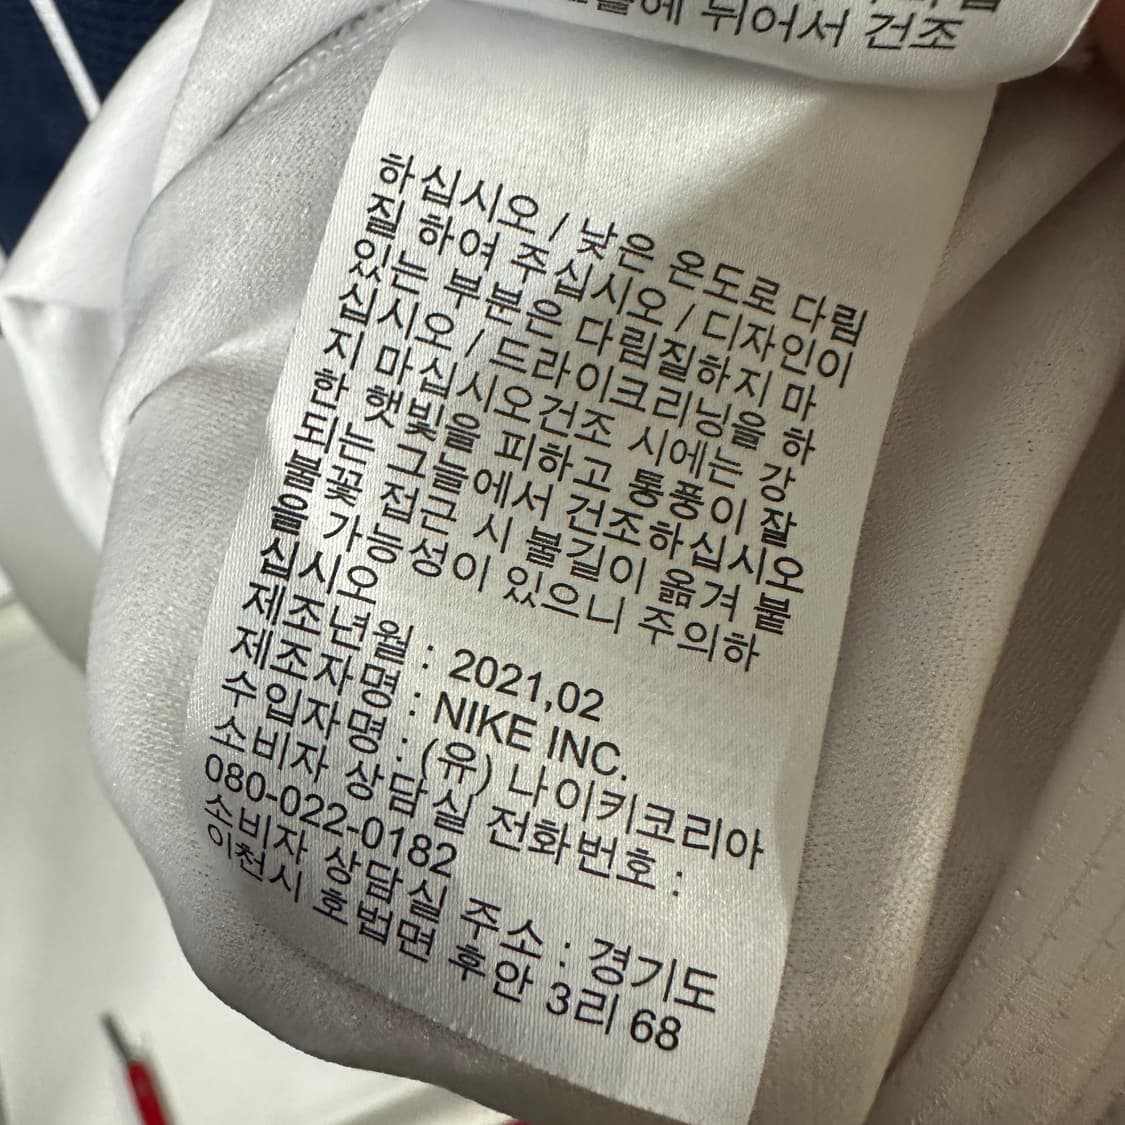 뉘어서 건조
하십시오 / 낮은 온도로 다림
질 하여 주십시오 / 디자인이
있는 부분은 다림질하지 마
십시오 / 드라이크리닝을 하
지 마십시오건조 시에는 강
한 햇빛을 피하고 통풍이 잘
되는 그늘에서 건조하십시오
불꽃 접근 시 불길이 옮겨 붙
을 가능성이 있으니 주의하
십시오
제조년월 : 2021,02
제조자명 : NIKE INC.
수입자명 : (유) 나이키코리아
소비자 상담실 전화번호 :
080-022-0182
소비자 상담실 주소 : 경기도
이천시 호법면 후안 3리 68